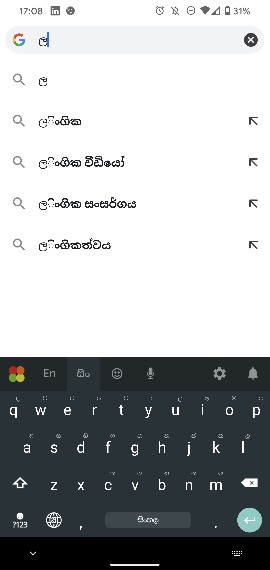 17:08 31%
ල
ල
ලිංගික
ලිංගික වීඩියෝ
ලිංගික සංසර්ගය
ලිංගිකත්වය
En සිං
q w e r t y u i o p
a s d f g h j k l
z x c v b n m
?123 , සිංහල .